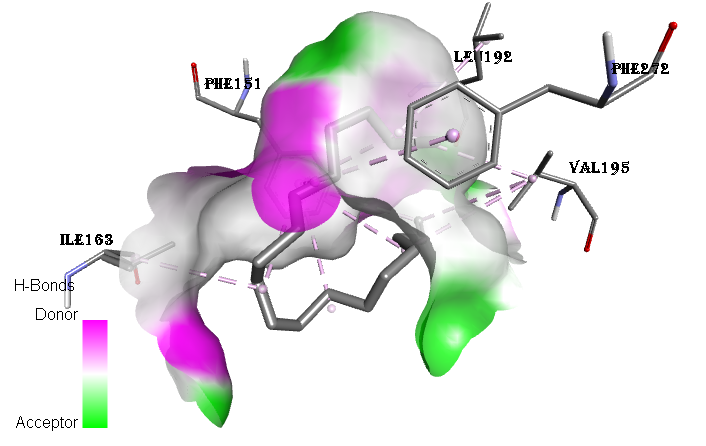 LEU192
PHE151
PHE272
VAL195
ILE163
H-Bonds
Donor
Acceptor